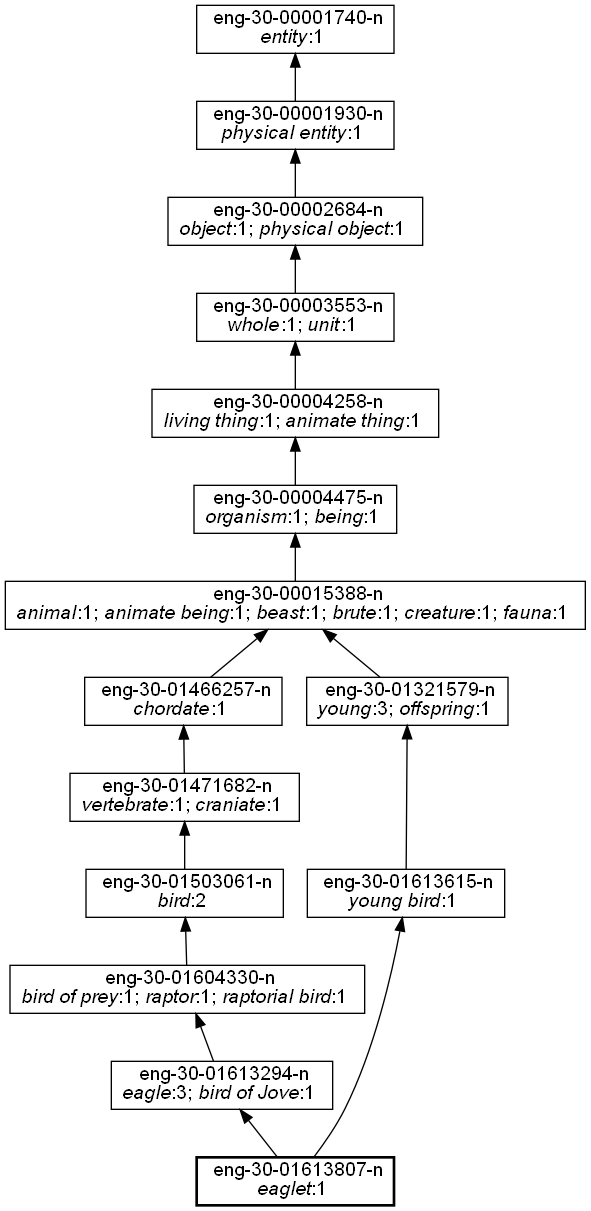 eng-30-00001740-n
entity:1
eng-30-00001930-n
physical entity:1
eng-30-00002684-n
object:1; physical object:1
eng-30-00003553-n
whole:1; unit:1
eng-30-00004258-n
living thing:1; animate thing:1
eng-30-00004475-n
organism:1; being:1
eng-30-00015388-n
animal:1; animate being:1; beast:1; brute:1; creature:1; fauna:1
eng-30-01466257-n
chordate:1
eng-30-01321579-n
young:3; offspring:1
eng-30-01471682-n
vertebrate:1; craniate:1
eng-30-01503061-n
bird:2
eng-30-01613615-n
young bird:1
eng-30-01604330-n
bird of prey:1; raptor:1; raptorial bird:1
eng-30-01613294-n
eagle:3; bird of Jove:1
eng-30-01613807-n
eaglet:1